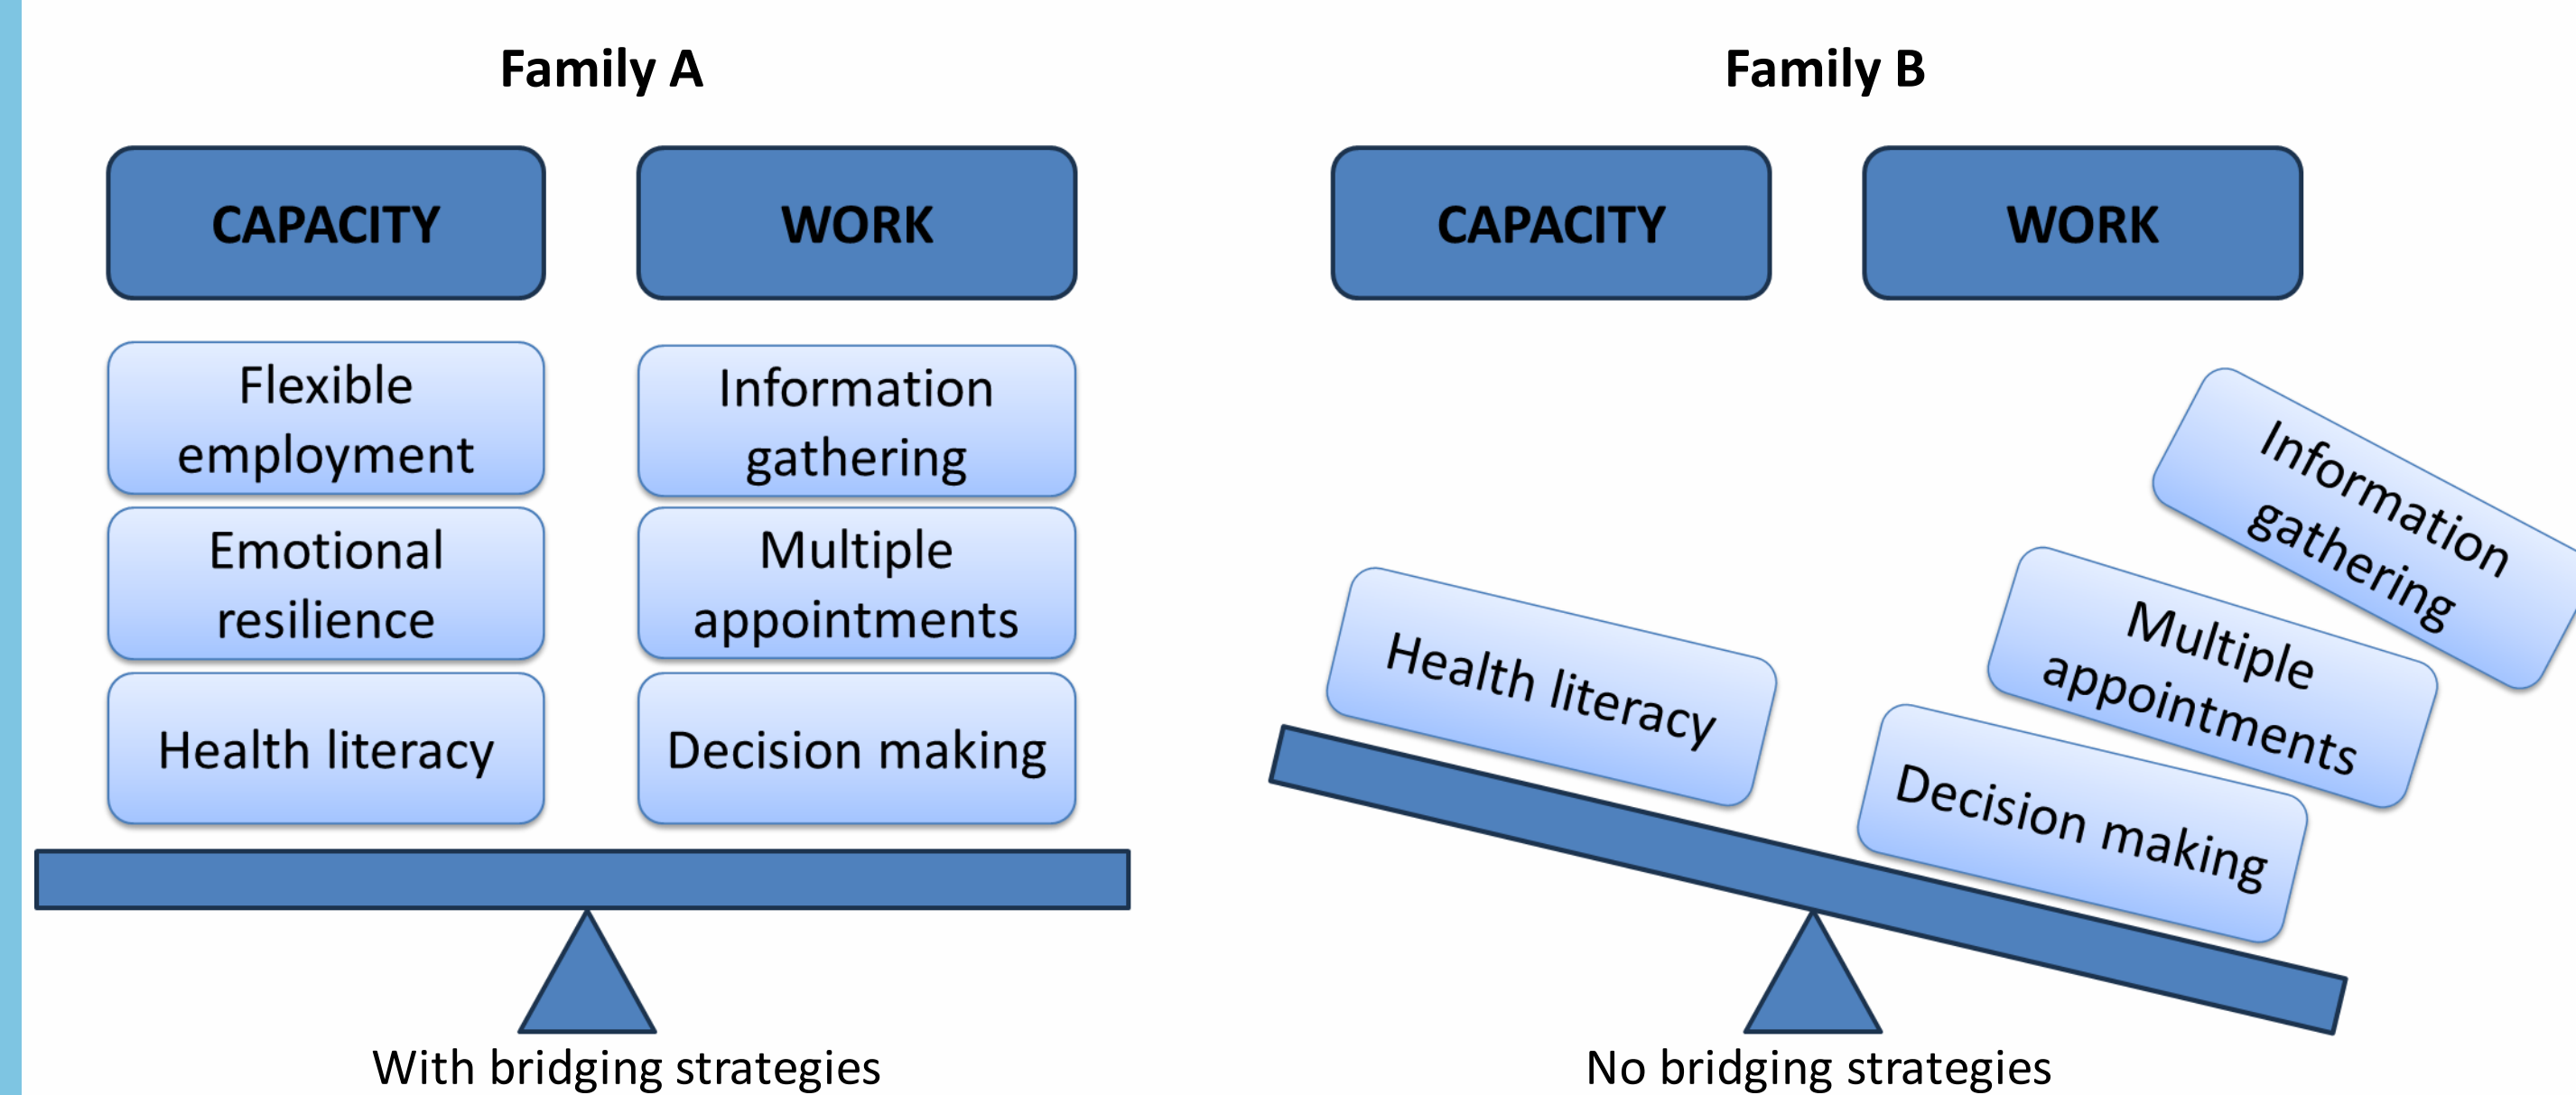 Family A
CAPACITY
WORK
Flexible
employment
Information
gathering
Emotional
resilience
Multiple
appointments
Health literacy
Decision making
With bridging strategies
Family B
CAPACITY
WORK
Information
gathering
Multiple
appointments
Health literacy
Decision making
No bridging strategies